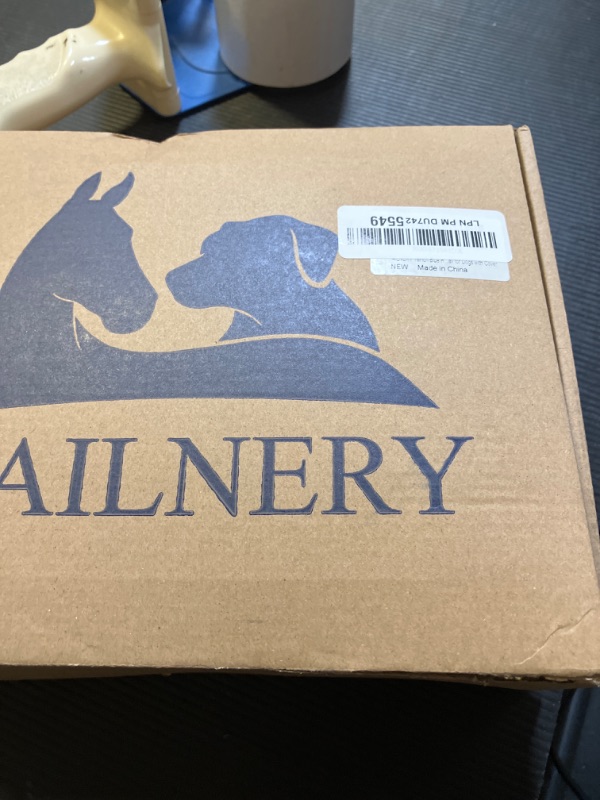 LPN PM DU7425549
NEW Made in China
AILNERY